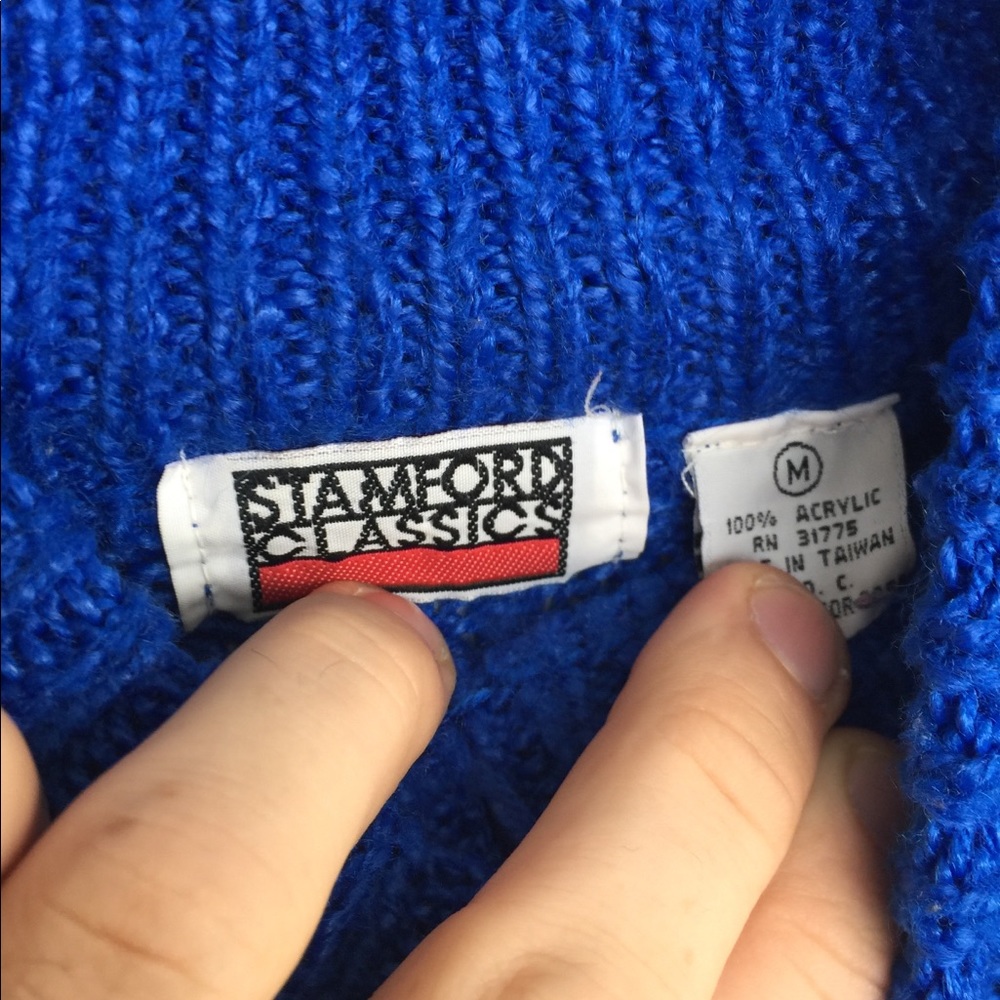 STAMFORD
CLASSICS
M
100% ACRYLIC
RN 31775
IN TAIWAN
C.